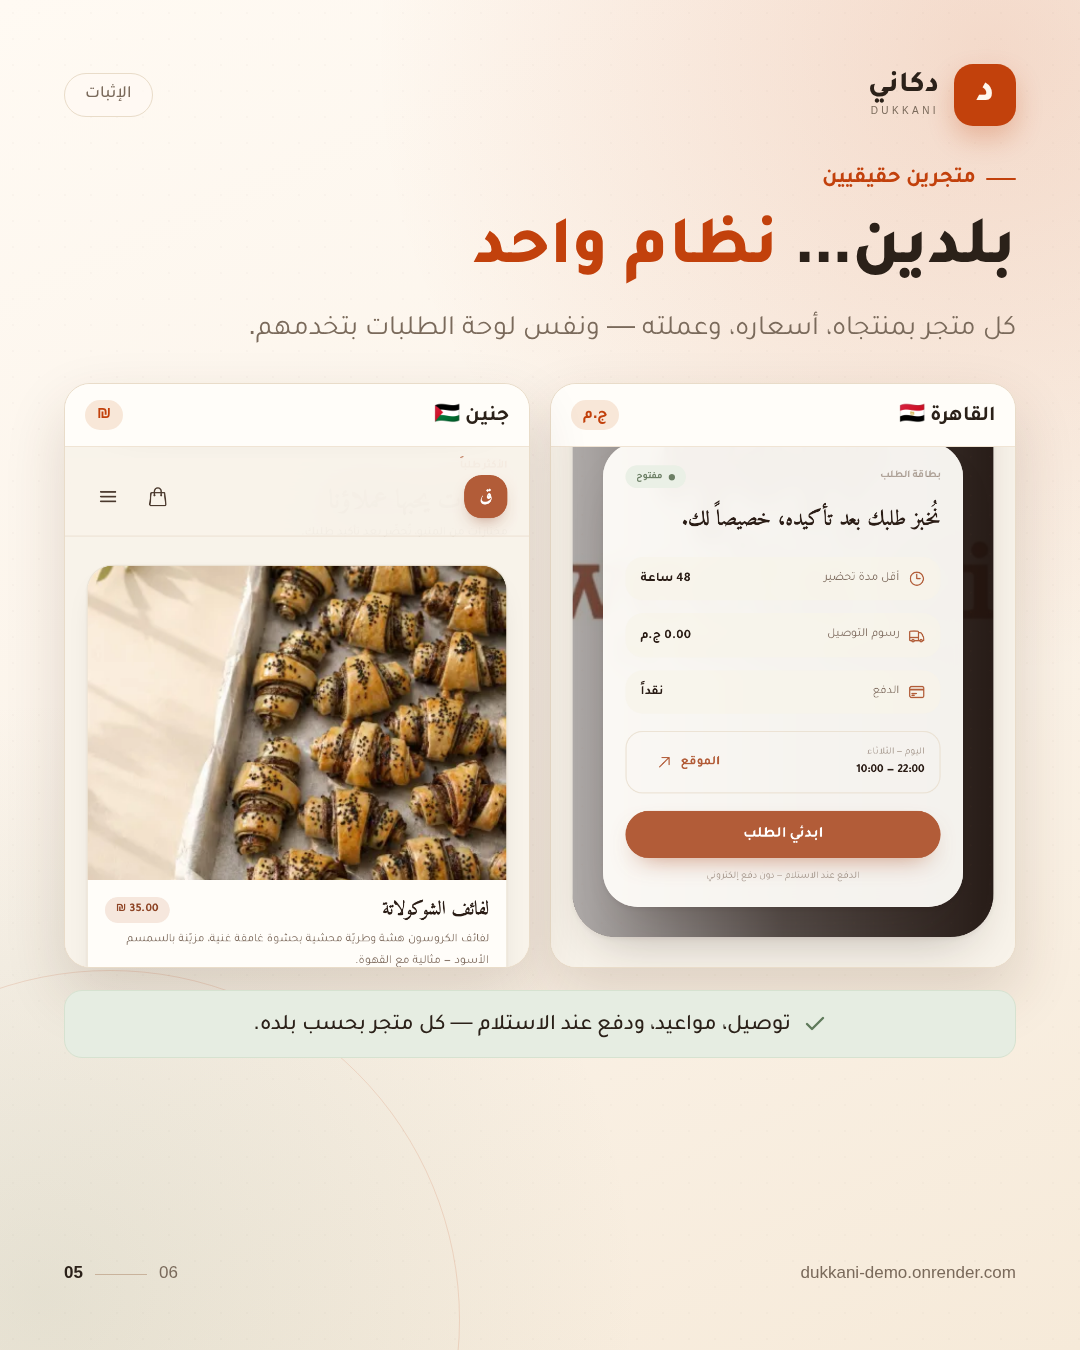 دكاني
DUKKANI
د
الإثبات
متجرين حقيقيين
بلدين... نظام واحد
كل متجر بمنتجاه، أسعاره، وعملته — ونفس لوحة الطلبات بتخدمهم.
القاهرة
ج.م
بطاقة الطلب
مفتوح
نُخبز طلبك بعد تأكيده، خصيصاً لك.
أقل مدة تحضير
48 ساعة
رسوم التوصيل
0.00 ج.م
الدفع
نقداً
اليوم – الثلاثاء
10:00 – 22:00
الموقع
ابدئي الطلب
الدفع عند الاستلام – دون دفع إلكتروني
جنين
₪
ق
لفائف الشوكولاتة
35.00 ₪
لفائف الكروسون هشة وطريّة محشية بحشوة غامقة غنية، مزيّنة بالسمسم
الأسود – مثالية مع القهوة.
توصيل، مواعيد، ودفع عند الاستلام — كل متجر بحسب بلده.
05 06
dukkani-demo.onrender.com